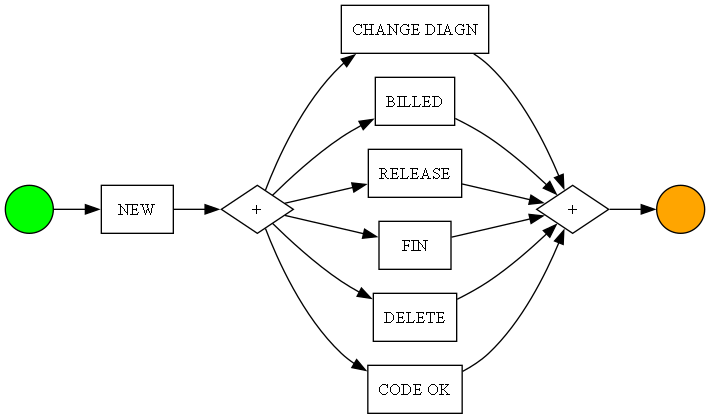 CHANGE DIAGN
BILLED
RELEASE
NEW
+
+
FIN
DELETE
CODE OK